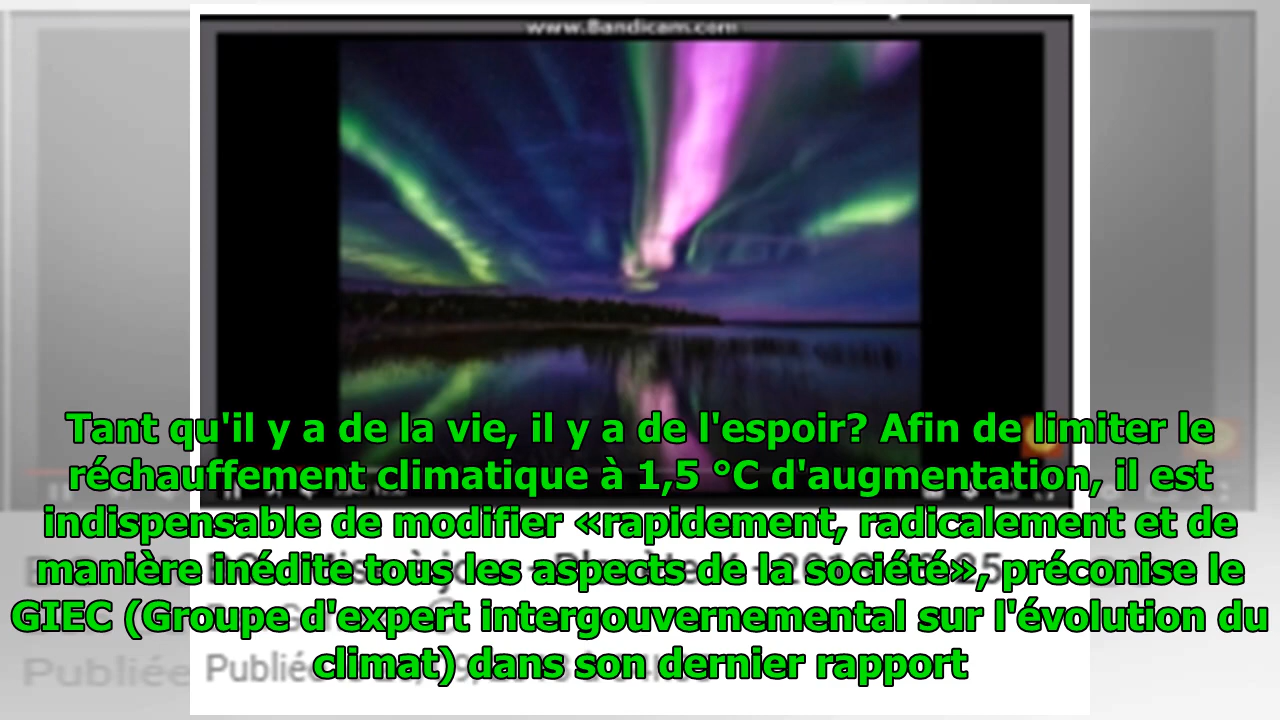 www.Bandicam.com
Tant qu'il y a de la vie, il y a de l'espoir? Afin de limiter le
réchauffement climatique à 1,5 °C d'augmentation, il est
indispensable de modifier «rapidement, radicalement et de
manière inédite tous les aspects de la société», préconise le
GIEC (Groupe d'expert intergouvernemental sur l'évolution du
climat) dans son dernier rapport
Publiée
Publié